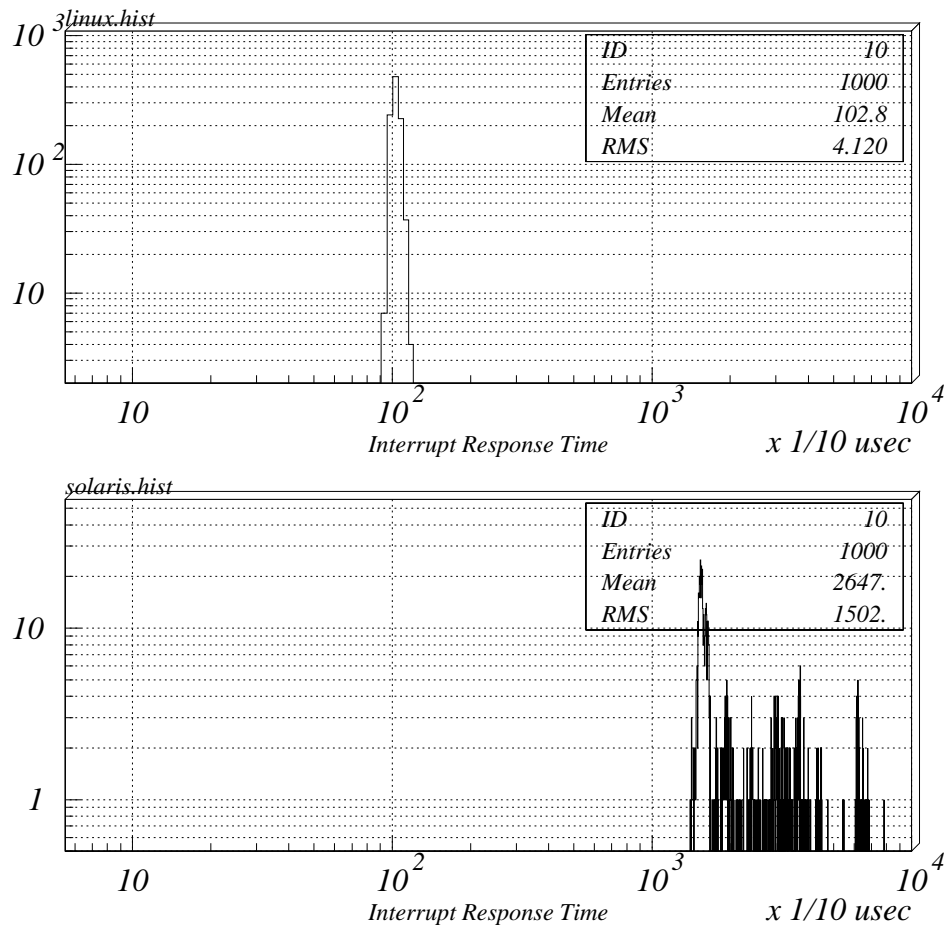 linux.hist
10^3
10^2
10
ID 10
Entries 1000
Mean 102.8
RMS 4.120
10 10^2 10^3 10^4
Interrupt Response Time x 1/10 usec
solaris.hist
10
1
ID 10
Entries 1000
Mean 2647.
RMS 1502.
10 10^2 10^3 10^4
Interrupt Response Time x 1/10 usec